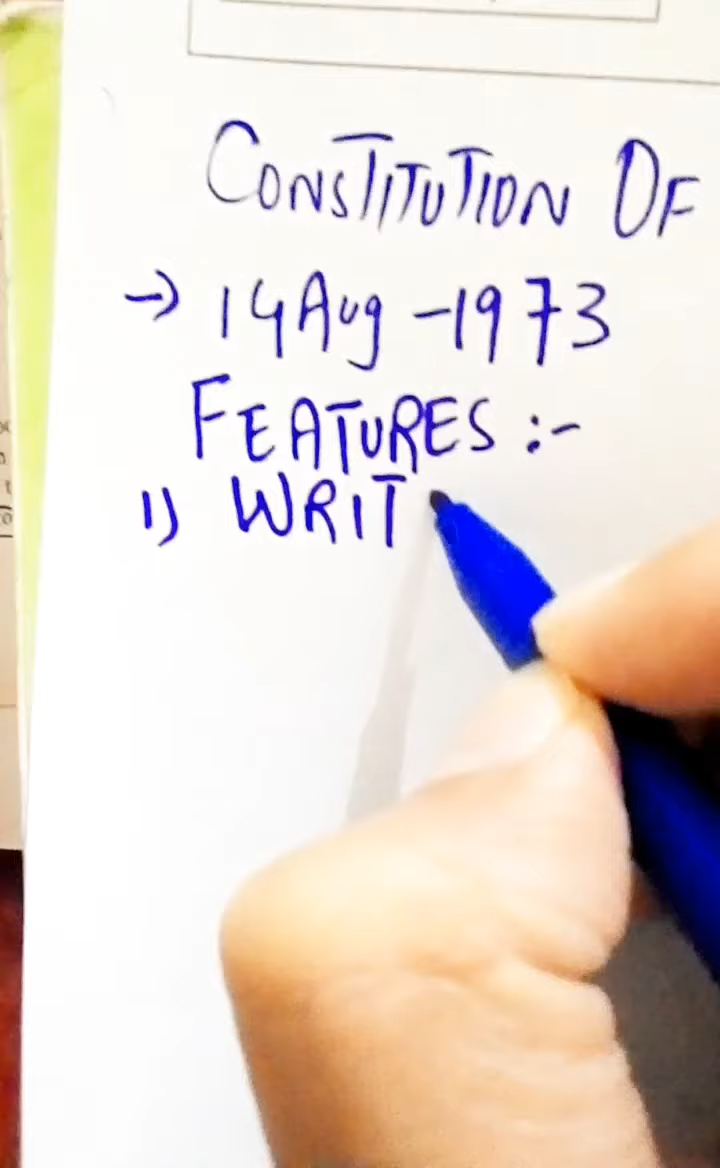 CONSTITUTION OF
→ 14 Aug - 1973
FEATURES :-
1) WRIT